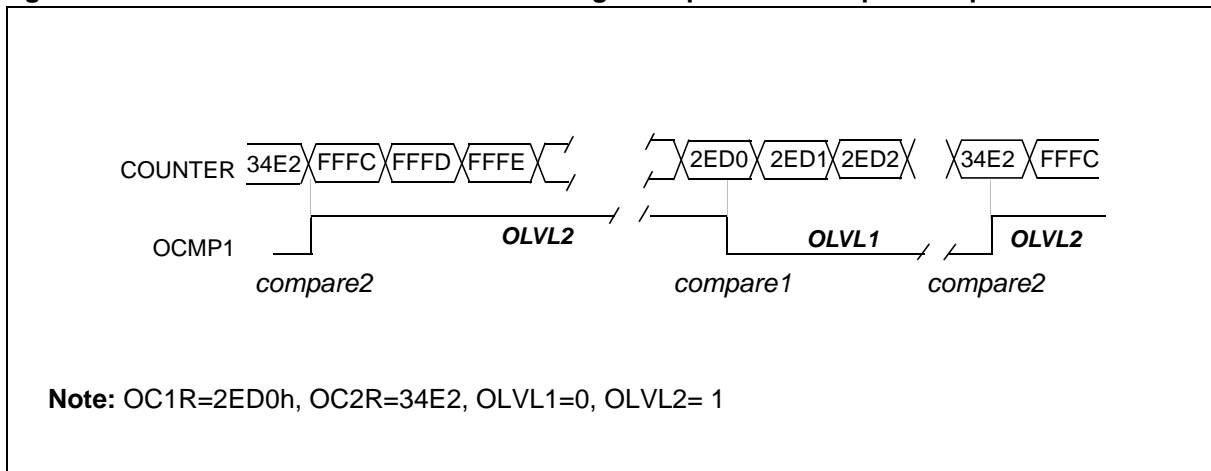 COUNTER 34E2 FFFC FFFD FFFE 2ED0 2ED1 2ED2 34E2 FFFC
OCMP1 OLVL2 OLVL1 OLVL2
compare2 compare1 compare2
Note: OC1R=2ED0h, OC2R=34E2, OLVL1=0, OLVL2= 1